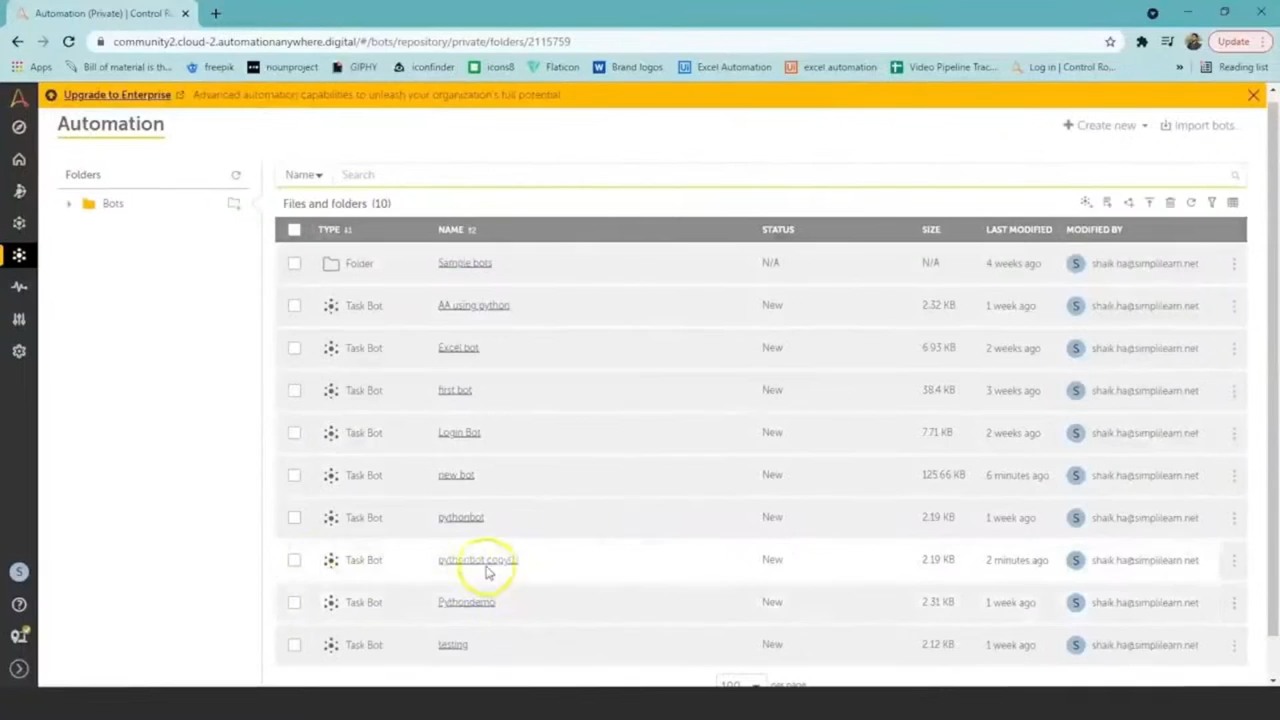 Automation (Private) | Control R...
community2.cloud-2.automationanywhere.digital/#/bots/repository/private/folders/2115759
Update
Apps Bill of material is th... freepik nounproject GIPHY iconfinder icons8 Flaticon Brand logos Excel Automation excel automation Video Pipeline Trac... Log in | Control Ro... » Reading list
Upgrade to Enterprise Advanced automation capabilities to unleash your organization's full potential
Automation
Create new Import bots...
Folders
Name Search
Bots
Files and folders (10)
TYPE NAME STATUS SIZE LAST MODIFIED MODIFIED BY
Folder Sample bots N/A N/A 4 weeks ago S shaik.ha@simplilearn.net
Task Bot AA using python New 2.32 KB 1 week ago S shaik.ha@simplilearn.net
Task Bot Excel bot New 6.93 KB 2 weeks ago S shaik.ha@simplilearn.net
Task Bot first bot New 38.4 KB 3 weeks ago S shaik.ha@simplilearn.net
Task Bot Login Bot New 7.71 KB 2 weeks ago S shaik.ha@simplilearn.net
Task Bot new bot New 125.66 KB 6 minutes ago S shaik.ha@simplilearn.net
Task Bot pythonbot New 2.19 KB 1 week ago S shaik.ha@simplilearn.net
Task Bot pythonbot New 2.19 KB 2 minutes ago S shaik.ha@simplilearn.net
Task Bot Pythondemo New 2.31 KB 1 week ago S shaik.ha@simplilearn.net
Task Bot testing New 2.12 KB 1 week ago S shaik.ha@simplilearn.net
S
100 per page